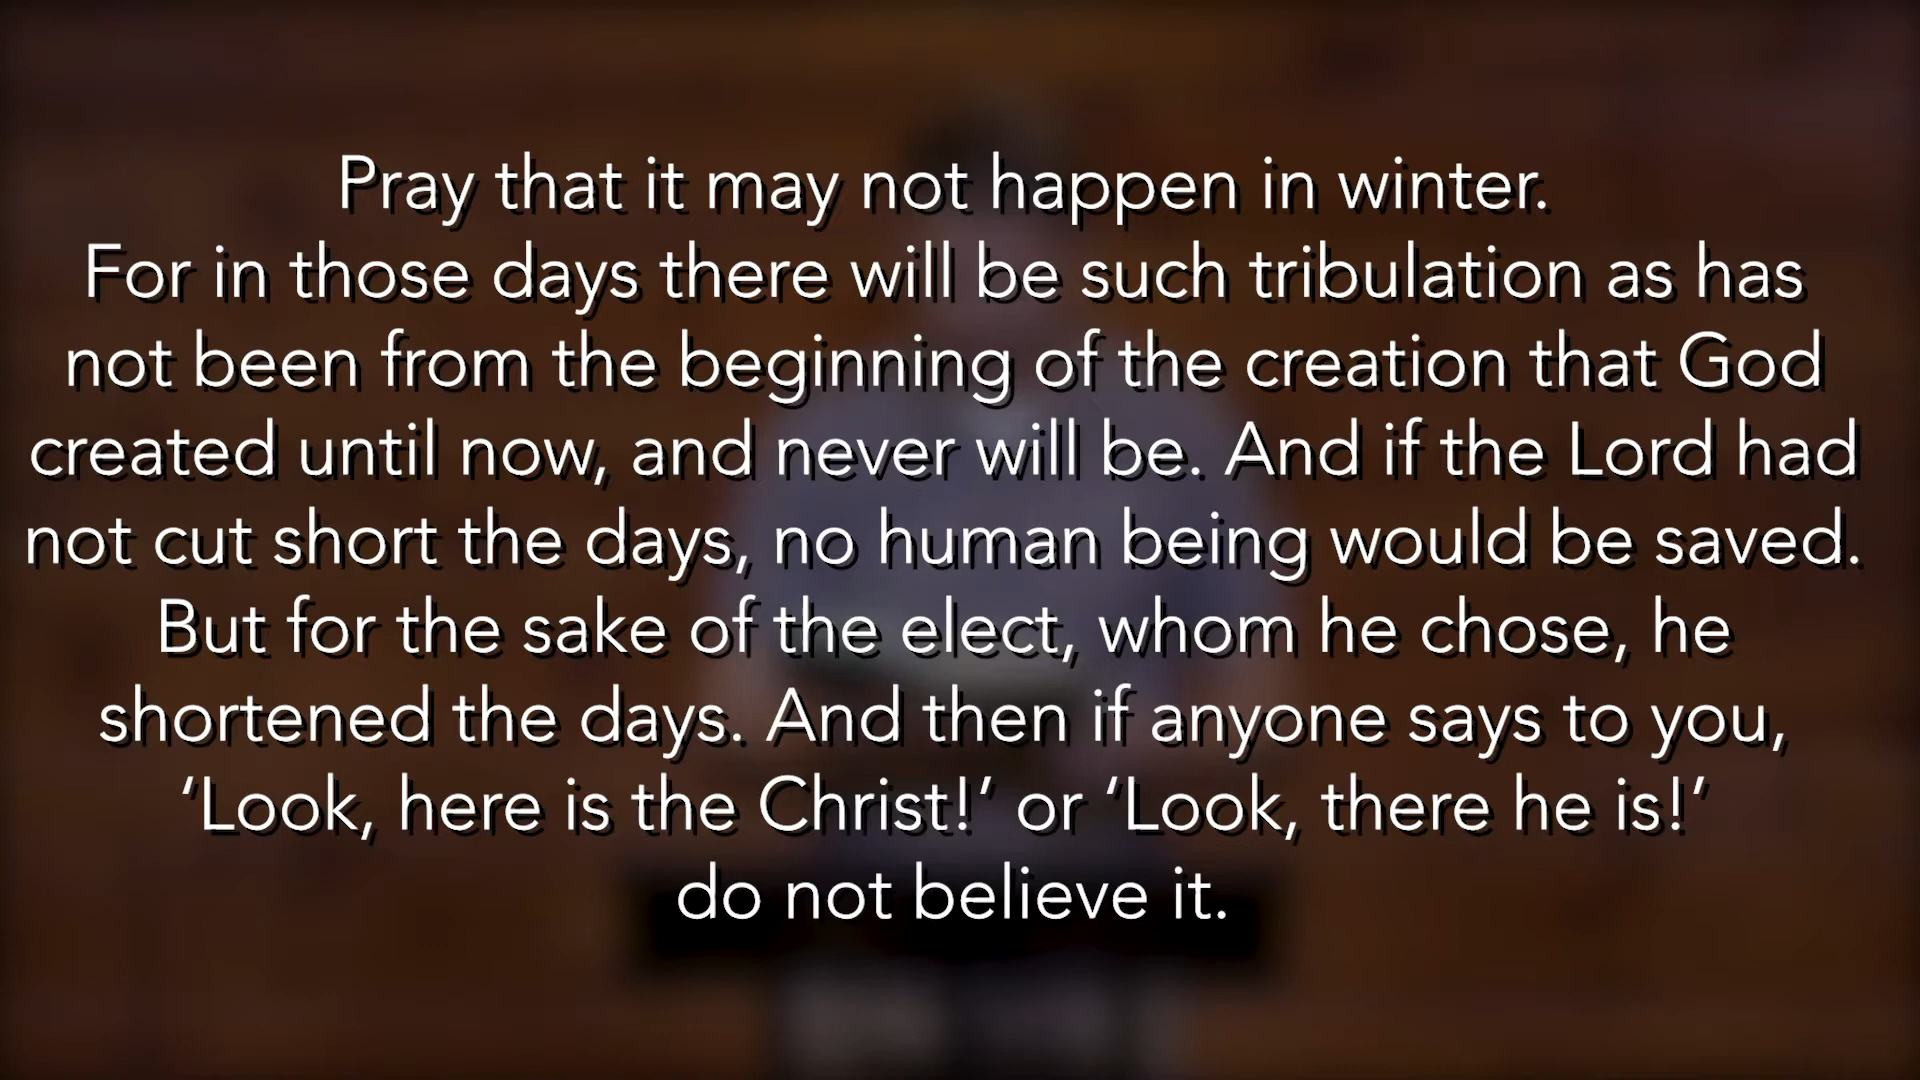 Pray that it may not happen in winter.
For in those days there will be such tribulation as has
not been from the beginning of the creation that God
created until now, and never will be. And if the Lord had
not cut short the days, no human being would be saved.
But for the sake of the elect, whom he chose, he
shortened the days. And then if anyone says to you,
‘Look, here is the Christ!’ or ‘Look, there he is!’
do not believe it.